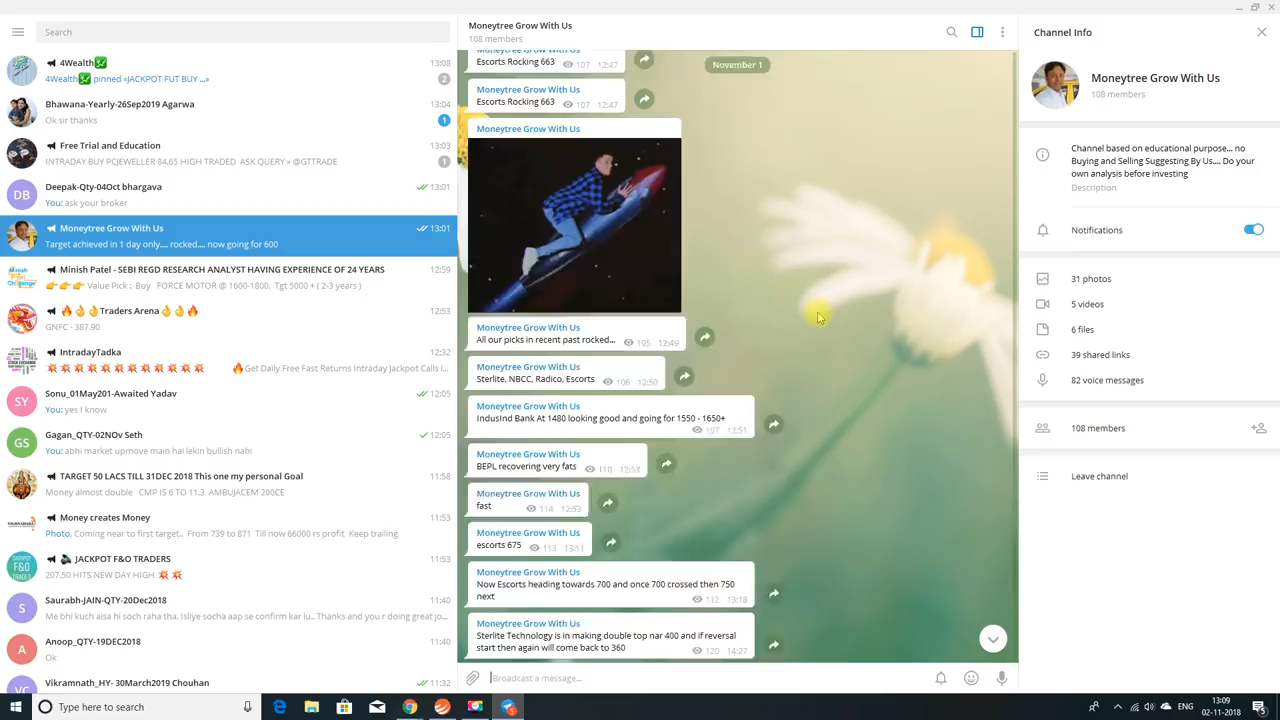 Search
4Wealth💹
13:08
4Wealth💹 pinned «JACKPOT FUT BUY ...»
2
Bhawana-Yearly-26Sep2019 Agarwa
13:04
Ok sir thanks
1
Free Trial and Education
13:03
INTRADAY BUY PCJEWELLER 84.65 HIGH TRADED ASK QUERY » @GTTRADE
1
DB
Deepak-Qty-04Oct bhargava
13:01
You: ask your broker
Moneytree Grow With Us
13:01
Target achieved in 1 day only.... rocked.... now going for 600
Minish Patel - SEBI REGD RESEARCH ANALYST HAVING EXPERIENCE OF 24 YEARS
12:59
👉👉👉 Value Pick : Buy FORCE MOTOR @ 1600-1800, Tgt 5000 + ( 2-3 years )
🔥👌👌Traders Arena👌👌🔥
12:53
GNFC - 387.90
IntradayTadka
12:32
💥💥💥💥💥💥💥💥💥💥💥 🔥Get Daily Free Fast Returns Intraday Jackpot Calls i...
SY
Sonu_01May201-Awaited Yadav
12:05
You: yes I know
GS
Gagan_QTY-02NOv Seth
12:05
You: abhi market upmove main hai lekin bullish nahi
TARGET 50 LACS TILL 31DEC 2018 This one my personal Goal
11:58
Money almost double CMP IS 6 TO 11.3 AMBUJACEM 200CE
Money creates Money
11:53
Photo, Coming near to first target.. From 739 to 871 Till now 66000 rs profit Keep trailing
JACKPOT F&O TRADERS
11:53
JACKPOT
F&O
TRADERS
207.50 HITS NEW DAY HIGH 💥💥
S
Saurabh-JAIN-QTY-20Dec2018
11:40
Me bhi kuch aisa hi soch raha tha, Isliye socha aap se confirm kar lu.. Thanks and you r doing great jo...
A
Anoop_QTY-19DEC2018
11:40
Ok
VC
Vikramnath_HY- 30March2019 Chouhan
11:32
Moneytree Grow With Us
108 members
November 1
Moneytree Grow With Us
Escorts Rocking 663 107 12:47
Moneytree Grow With Us
Escorts Rocking 663 107 12:47
Moneytree Grow With Us
Moneytree Grow With Us
All our picks in recent past rocked... 105 12:49
Moneytree Grow With Us
Sterlite, NBCC, Radico, Escorts 106 12:50
Moneytree Grow With Us
IndusInd Bank At 1480 looking good and going for 1550 - 1650+
107 12:51
Moneytree Grow With Us
BEPL recovering very fats 110 12:53
Moneytree Grow With Us
fast 114 12:53
Moneytree Grow With Us
escorts 675 113 13:11
Moneytree Grow With Us
Now Escorts heading towards 700 and once 700 crossed then 750
next 112 13:18
Moneytree Grow With Us
Sterlite Technology is in making double top nar 400 and if reversal
start then again will come back to 360 120 14:27
Broadcast a message...
Channel Info
Moneytree Grow With Us
108 members
Channel based on educational purpose... no
Buying and Selling Suggesting By Us.... Do your
own analysis before investing
Description
Notifications
31 photos
5 videos
6 files
39 shared links
82 voice messages
108 members
Leave channel
Type here to search
ENG
13:09
02-11-2018